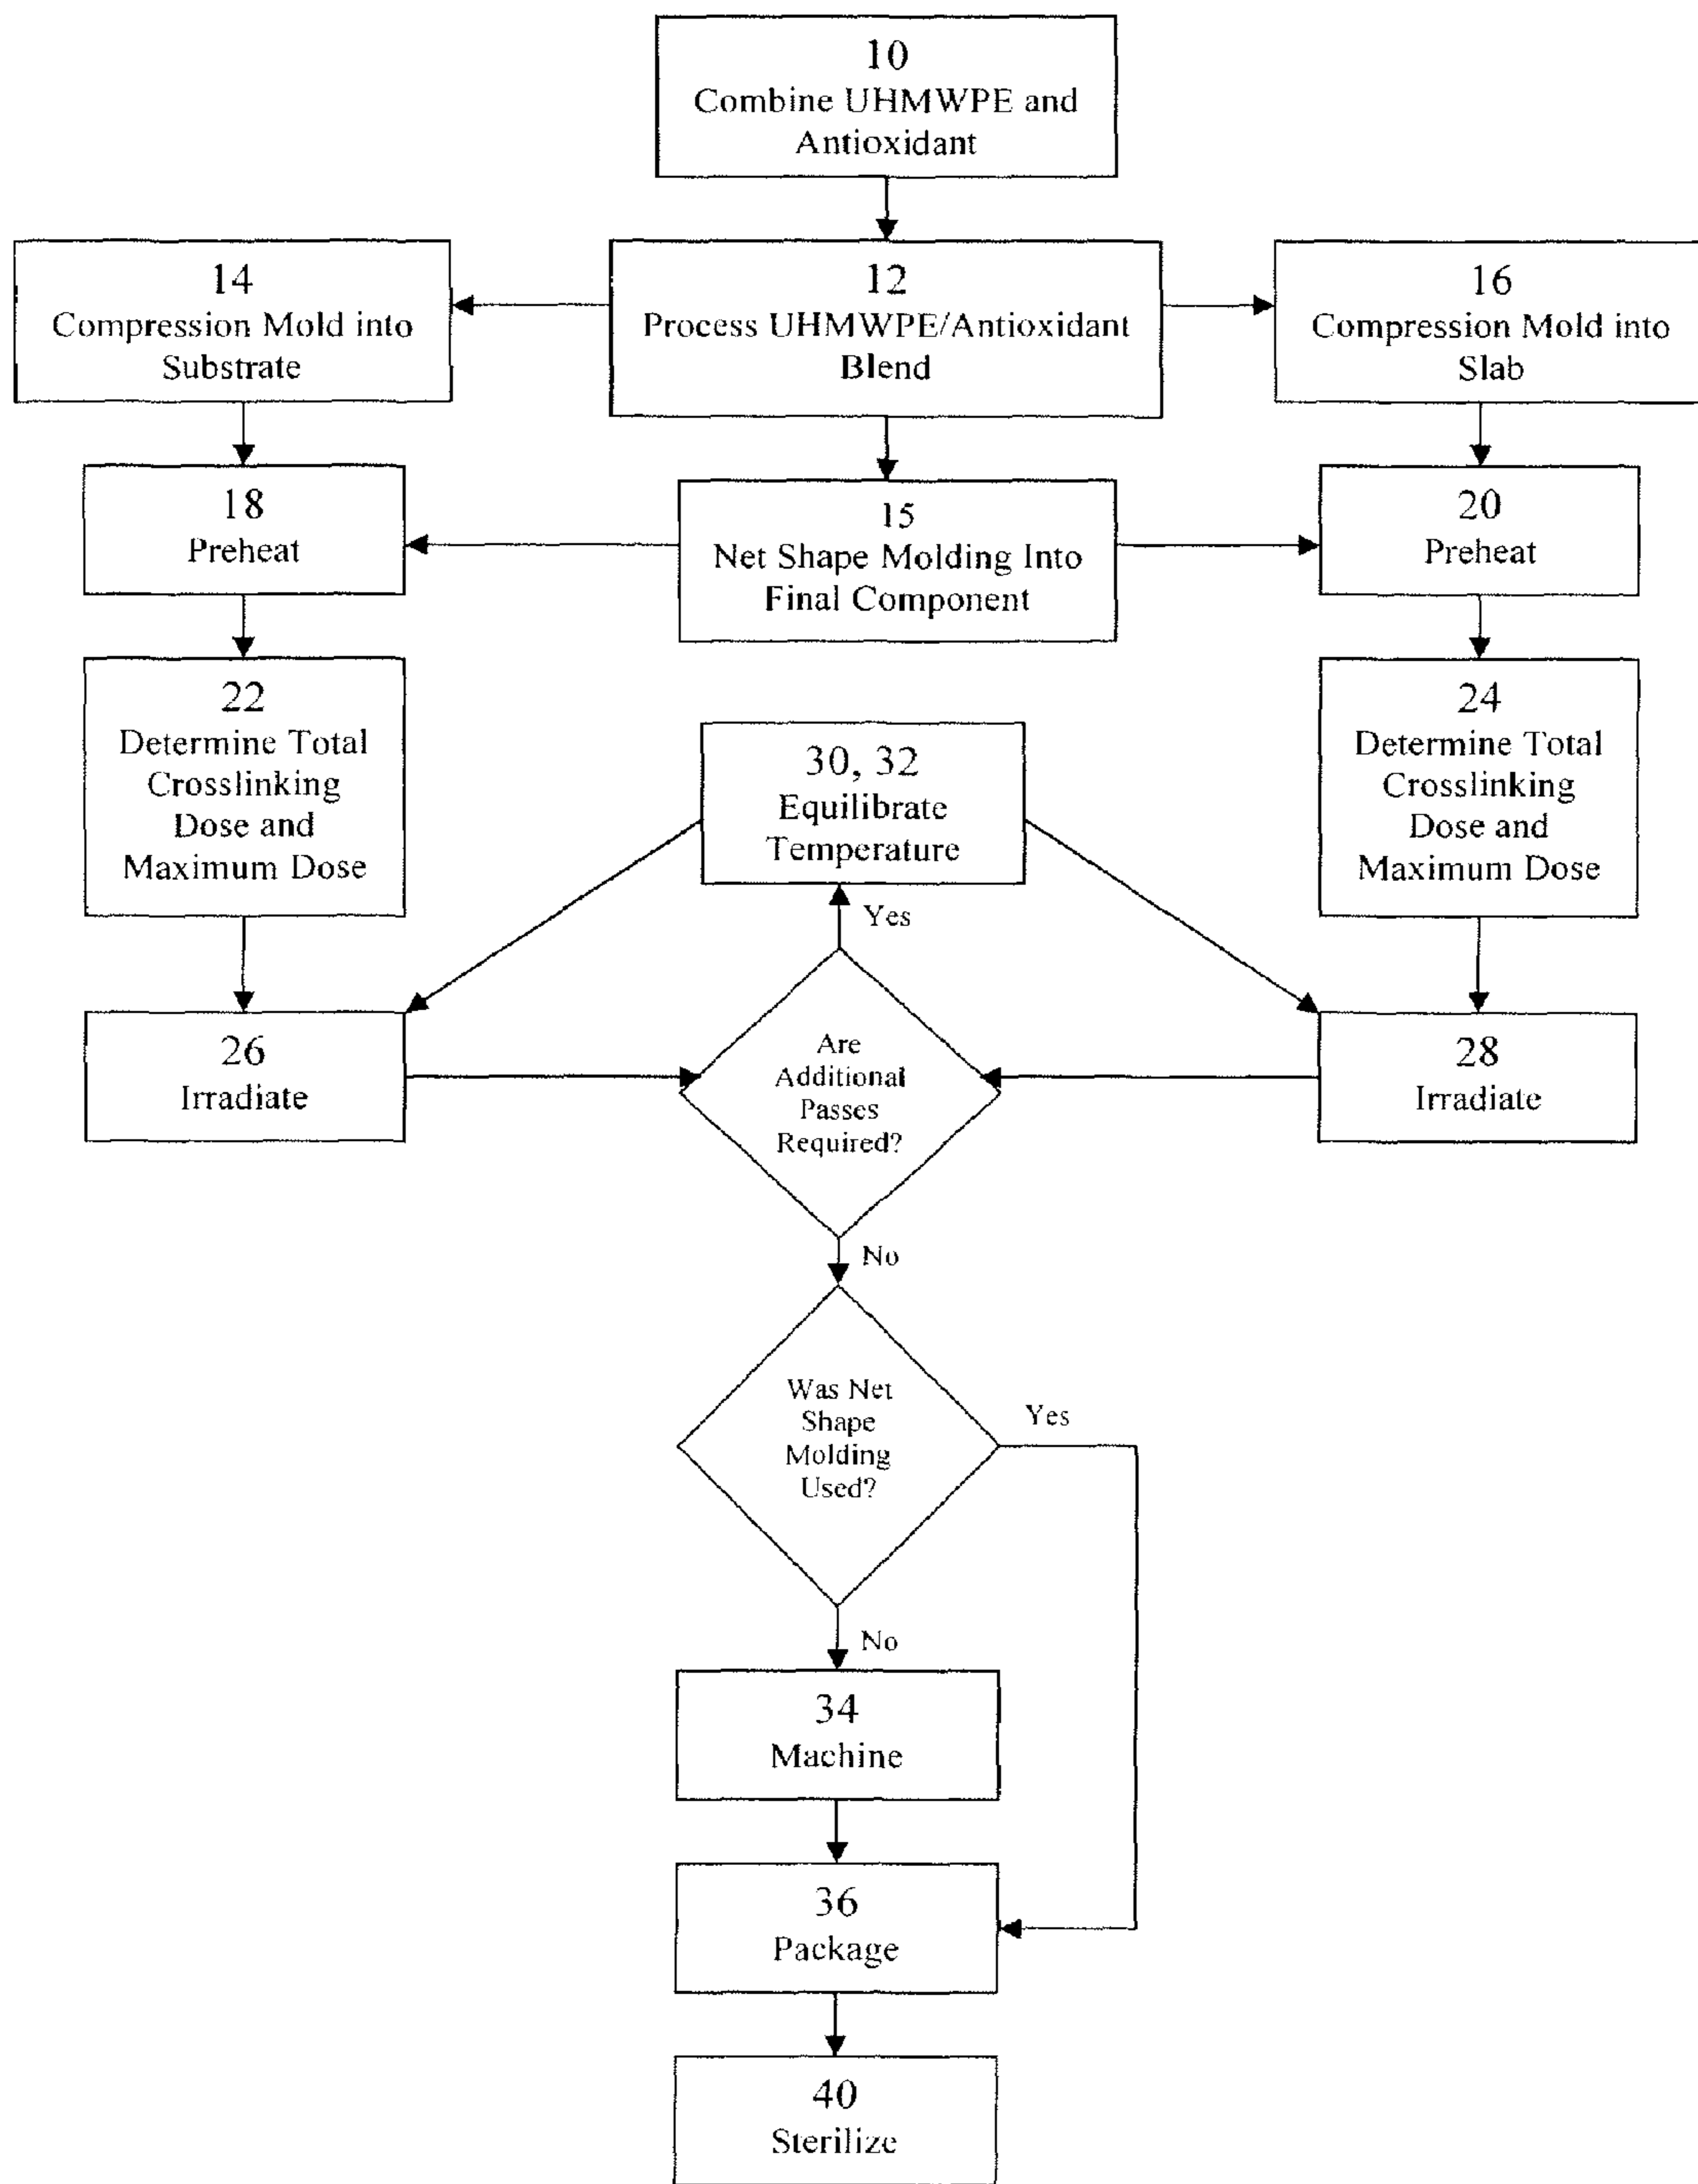 10
Combine UHMWPE and
Antioxidant
14
Compression Mold into
Substrate
12
Process UHMWPE/Antioxidant
Blend
16
Compression Mold into
Slab
18
Preheat
15
Net Shape Molding Into
Final Component
20
Preheat
22
Determine Total
Crosslinking
Dose and
Maximum Dose
30, 32
Equilibrate
Temperature
24
Determine Total
Crosslinking
Dose and
Maximum Dose
Yes
26
Irradiate
Are
Additional
Passes
Required?
28
Irradiate
No
Was Net
Shape
Molding
Used?
Yes
No
34
Machine
36
Package
40
Sterilize